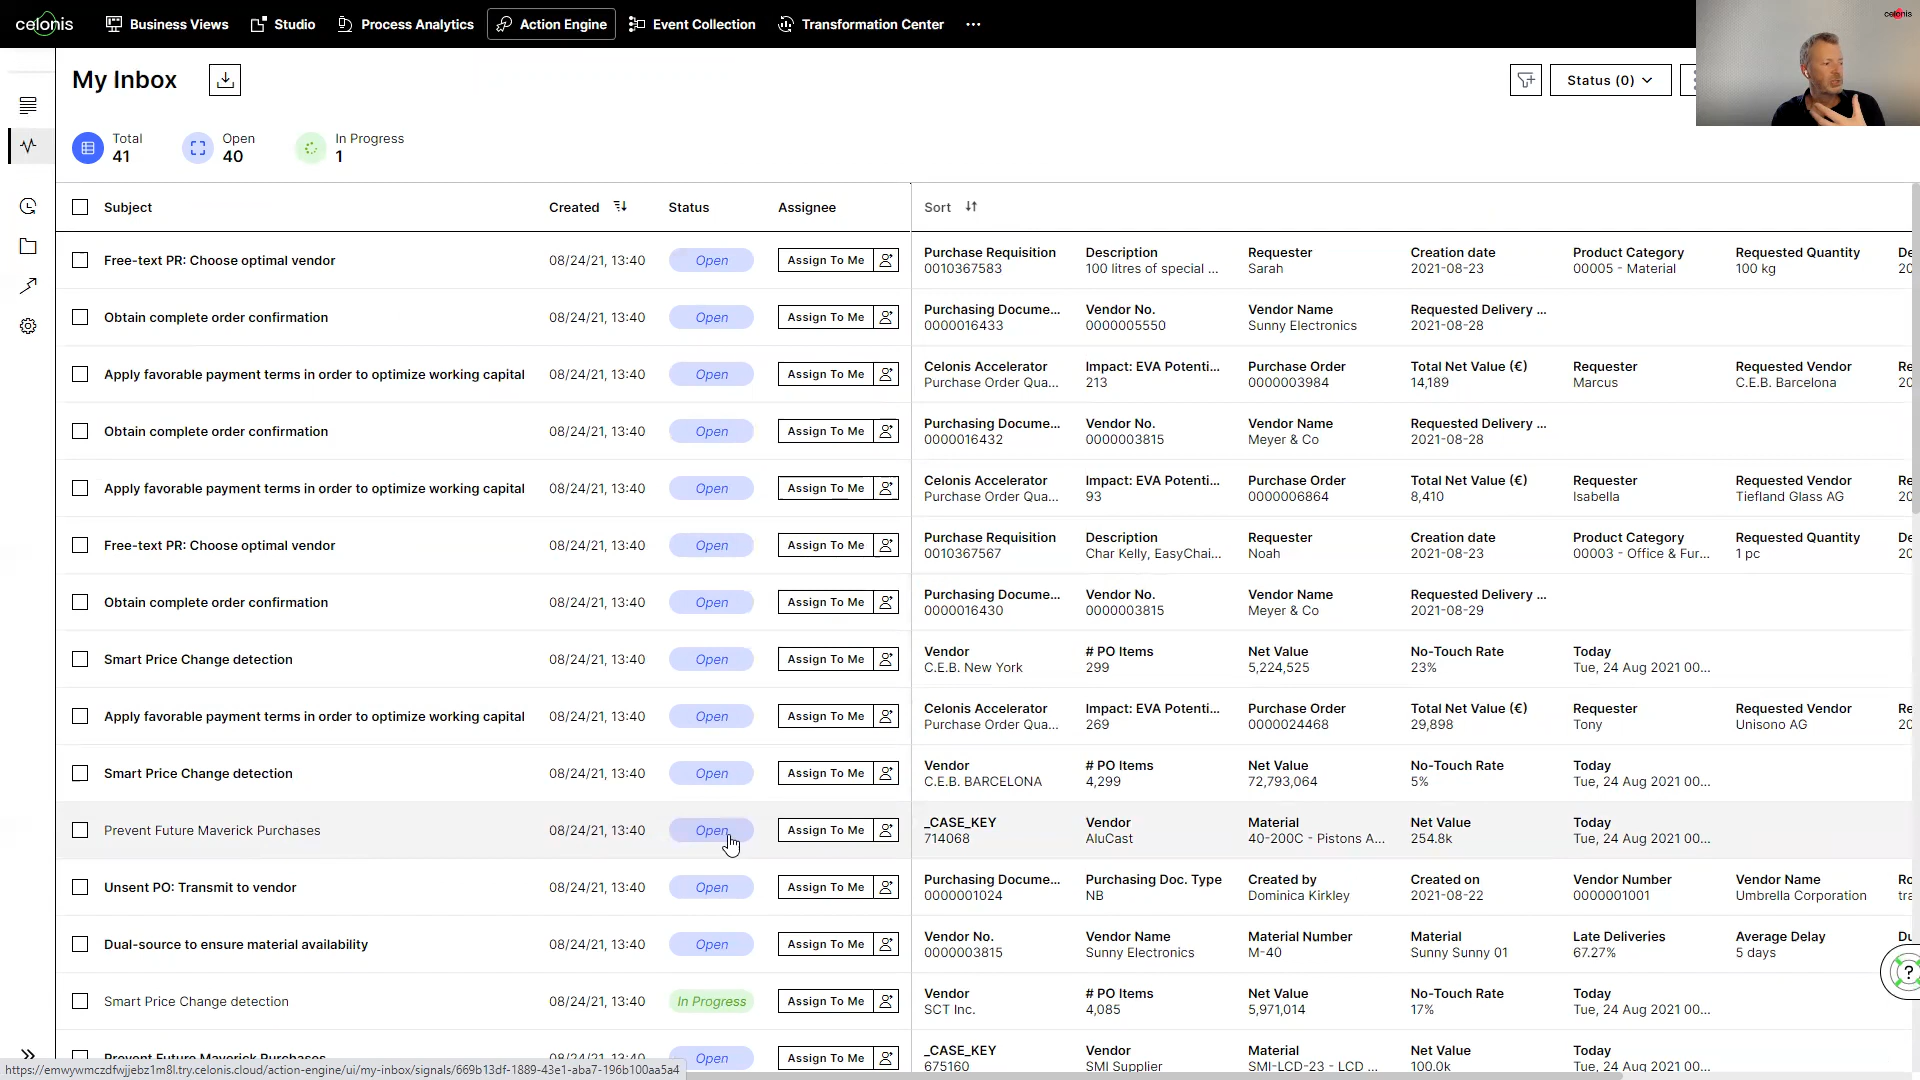 celonis Business Views Studio Process Analytics Action Engine Event Collection Transformation Center ...
celonis
My Inbox Status (0)
Total 41 Open 40 In Progress 1
Subject Created Status Assignee Sort
Free-text PR: Choose optimal vendor 08/24/21, 13:40 Open Assign To Me
Purchase Requisition Description Requester Creation date Product Category Requested Quantity De
0010367583 100 litres of special ... Sarah 2021-08-23 00005 - Material 100 kg 20
Obtain complete order confirmation 08/24/21, 13:40 Open Assign To Me
Purchasing Docume... Vendor No. Vendor Name Requested Delivery ...
0000016433 0000005550 Sunny Electronics 2021-08-28
Apply favorable payment terms in order to optimize working capital 08/24/21, 13:40 Open Assign To Me
Celonis Accelerator Impact: EVA Potenti... Purchase Order Total Net Value (€) Requester Requested Vendor Re
Purchase Order Qua... 213 0000003984 14,189 Marcus C.E.B. Barcelona 20
Obtain complete order confirmation 08/24/21, 13:40 Open Assign To Me
Purchasing Docume... Vendor No. Vendor Name Requested Delivery ...
0000016432 0000003815 Meyer & Co 2021-08-28
Apply favorable payment terms in order to optimize working capital 08/24/21, 13:40 Open Assign To Me
Celonis Accelerator Impact: EVA Potenti... Purchase Order Total Net Value (€) Requester Requested Vendor Re
Purchase Order Qua... 93 0000006864 8,410 Isabella Tiefland Glass AG 20
Free-text PR: Choose optimal vendor 08/24/21, 13:40 Open Assign To Me
Purchase Requisition Description Requester Creation date Product Category Requested Quantity De
0010367567 Char Kelly, EasyChai... Noah 2021-08-23 00003 - Office & Fur... 1 pc 20
Obtain complete order confirmation 08/24/21, 13:40 Open Assign To Me
Purchasing Docume... Vendor No. Vendor Name Requested Delivery ...
0000016430 0000003815 Meyer & Co 2021-08-29
Smart Price Change detection 08/24/21, 13:40 Open Assign To Me
Vendor # PO Items Net Value No-Touch Rate Today
C.E.B. New York 299 5,224,525 23% Tue, 24 Aug 2021 00...
Apply favorable payment terms in order to optimize working capital 08/24/21, 13:40 Open Assign To Me
Celonis Accelerator Impact: EVA Potenti... Purchase Order Total Net Value (€) Requester Requested Vendor Re
Purchase Order Qua... 269 0000024468 29,898 Tony Unisono AG 20
Smart Price Change detection 08/24/21, 13:40 Open Assign To Me
Vendor # PO Items Net Value No-Touch Rate Today
C.E.B. BARCELONA 4,299 72,793,064 5% Tue, 24 Aug 2021 00...
Prevent Future Maverick Purchases 08/24/21, 13:40 Open Assign To Me
_CASE_KEY Vendor Material Net Value Today
714068 AluCast 40-200C - Pistons A... 254.8k Tue, 24 Aug 2021 00...
Unsent PO: Transmit to vendor 08/24/21, 13:40 Open Assign To Me
Purchasing Docume... Purchasing Doc. Type Created by Created on Vendor Number Vendor Name Ro
0000001024 NB Dominica Kirkley 2021-08-22 0000001001 Umbrella Corporation tra
Dual-source to ensure material availability 08/24/21, 13:40 Open Assign To Me
Vendor No. Vendor Name Material Number Material Late Deliveries Average Delay Du
0000003815 Sunny Electronics M-40 Sunny Sunny 01 67.27% 5 days
?
Smart Price Change detection 08/24/21, 13:40 In Progress Assign To Me
Vendor # PO Items Net Value No-Touch Rate Today
SCT Inc. 4,085 5,971,014 17% Tue, 24 Aug 2021 00...
Prevent Future Maverick Purchases 08/24/21, 13:40 Open Assign To Me
_CASE_KEY Vendor Material Net Value Today
675160 SMI Supplier SMI-LCD-23 - LCD ... 100.0k Tue, 24 Aug 2021 00...
https://emwywmczdfwjjebz1m8l.try.celonis.cloud/action-engine/ui/my-inbox/signals/669b13df-1889-43e1-aba7-196b100aa5a4